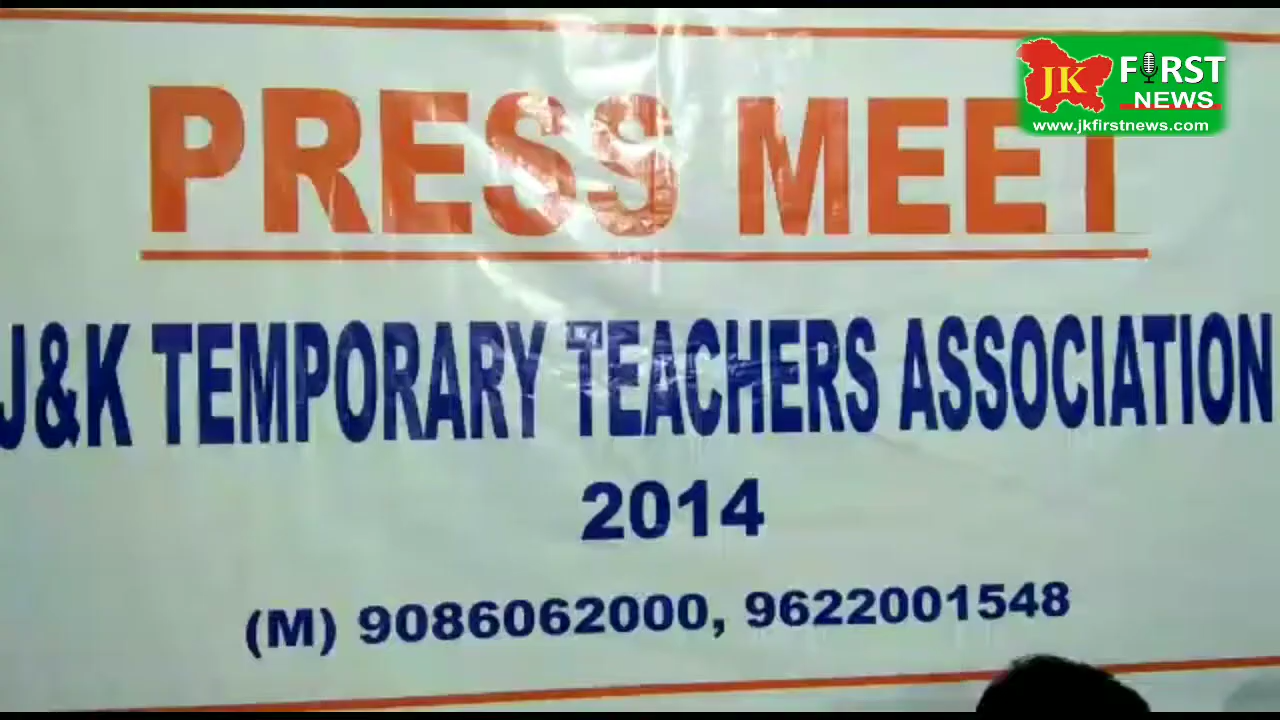 JK FIRST
NEWS
www.jkfirstnews.com
PRESS MEET
J&K TEMPORARY TEACHERS ASSOCIATION
2014
(M) 9086062000, 9622001548